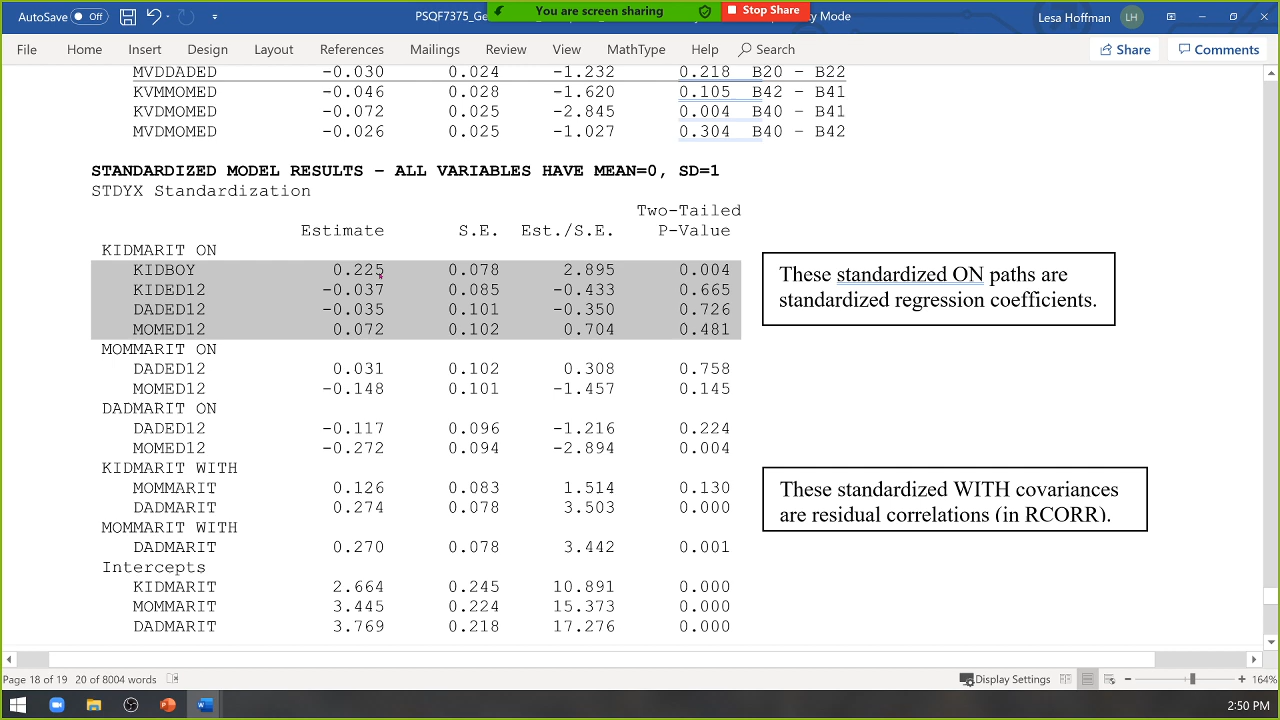 AutoSave Off
PSQF7375_Ge
You are screen sharing
Stop Share
y Mode
Lesa Hoffman LH
File Home Insert Design Layout References Mailings Review View MathType Help Search Share Comments
MVDDADED -0.030 0.024 -1.232 0.218 B20 – B22
KVMMOMED -0.046 0.028 -1.620 0.105 B42 – B41
KVDMOMED -0.072 0.025 -2.845 0.004 B40 – B41
MVDMOMED -0.026 0.025 -1.027 0.304 B40 – B42
STANDARDIZED MODEL RESULTS – ALL VARIABLES HAVE MEAN=0, SD=1
STDYX Standardization
Two-Tailed
Estimate S.E. Est./S.E. P-Value
KIDMARIT ON
KIDBOY 0.225 0.078 2.895 0.004
KIDED12 -0.037 0.085 -0.433 0.665
DADED12 -0.035 0.101 -0.350 0.726
MOMED12 0.072 0.102 0.704 0.481
These standardized ON paths are
standardized regression coefficients.
MOMMARIT ON
DADED12 0.031 0.102 0.308 0.758
MOMED12 -0.148 0.101 -1.457 0.145
DADMARIT ON
DADED12 -0.117 0.096 -1.216 0.224
MOMED12 -0.272 0.094 -2.894 0.004
KIDMARIT WITH
MOMMARIT 0.126 0.083 1.514 0.130
DADMARIT 0.274 0.078 3.503 0.000
These standardized WITH covariances
are residual correlations (in RCORR).
MOMMARIT WITH
DADMARIT 0.270 0.078 3.442 0.001
Intercepts
KIDMARIT 2.664 0.245 10.891 0.000
MOMMARIT 3.445 0.224 15.373 0.000
DADMARIT 3.769 0.218 17.276 0.000
Page 18 of 19 20 of 8004 words
Display Settings
164%
2:50 PM